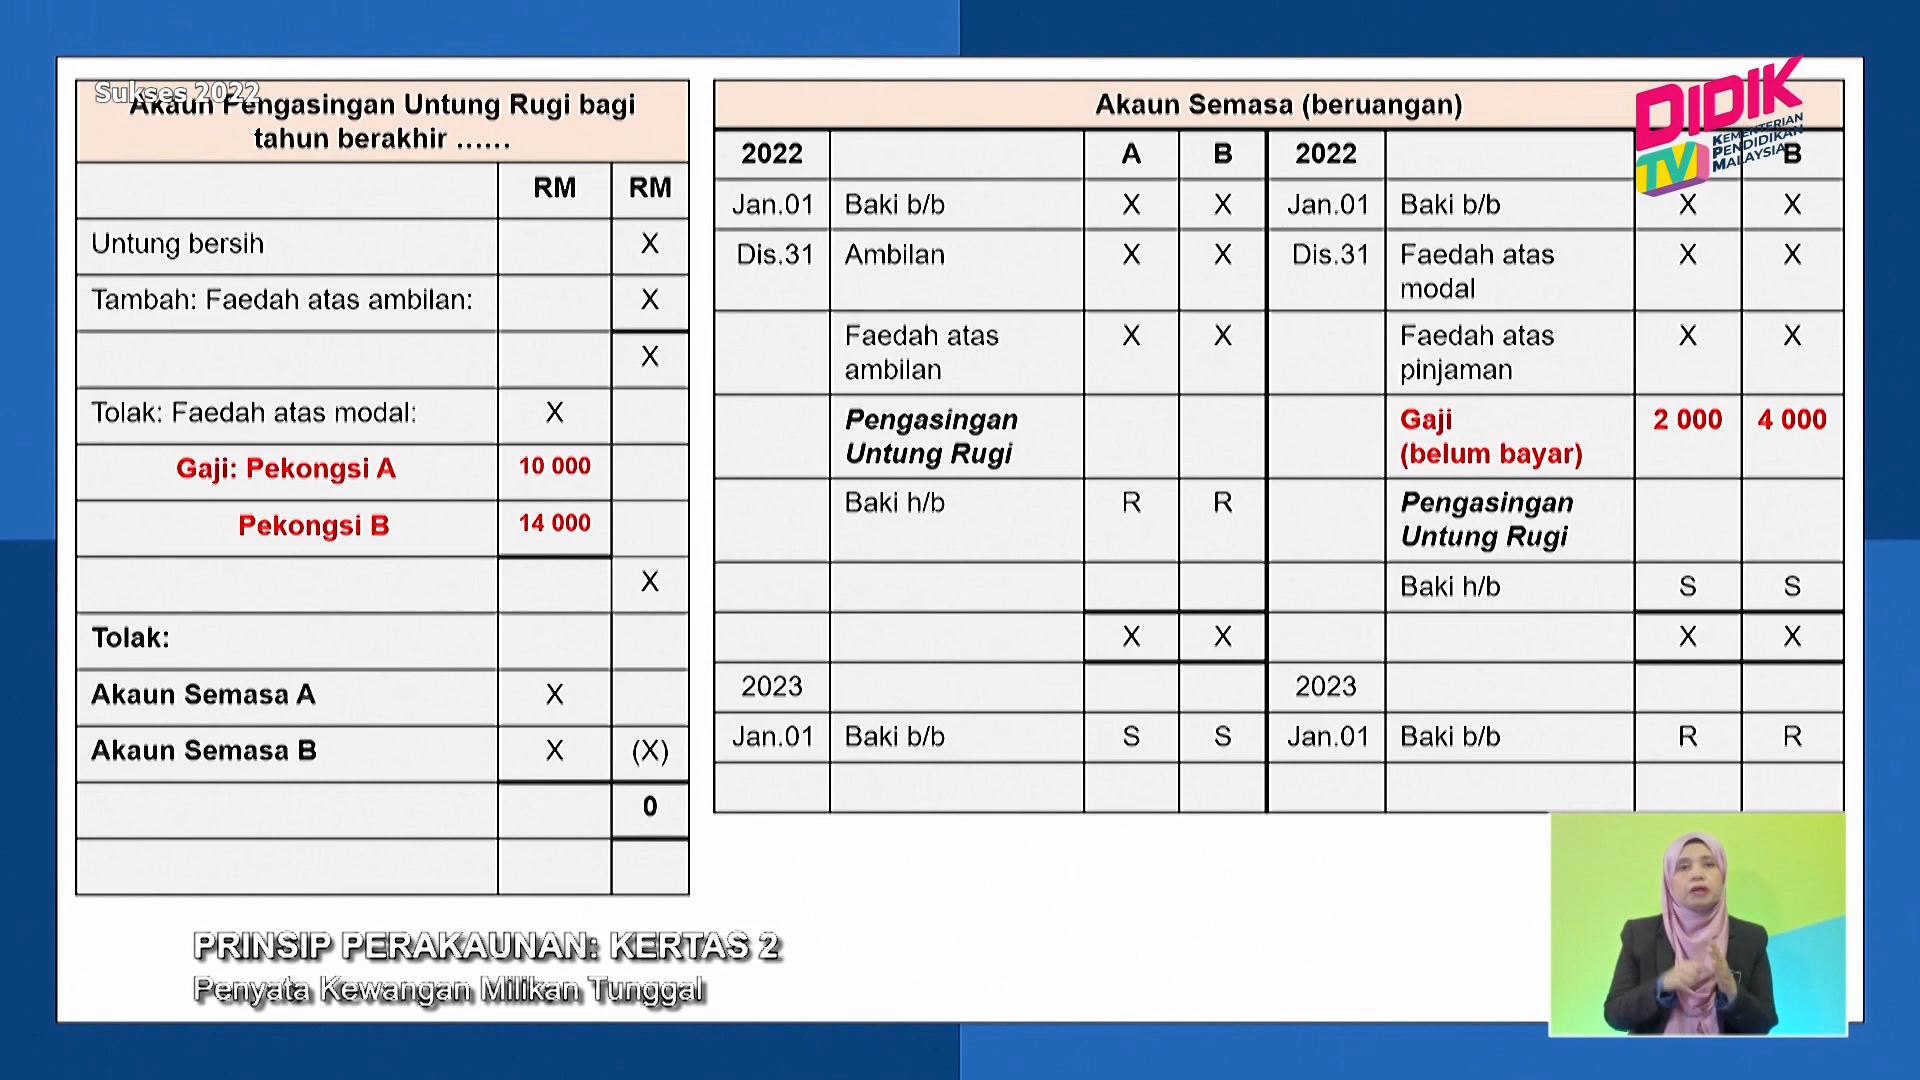 Sukses 2022
Akaun Pengasingan Untung Rugi bagi
tahun berakhir ......
RM RM
Untung bersih X
Tambah: Faedah atas ambilan: X
X
Tolak: Faedah atas modal: X
Gaji: Pekongsi A 10 000
Pekongsi B 14 000
X
Tolak:
Akaun Semasa A X
Akaun Semasa B X (X)
0
Akaun Semasa (beruangan)
2022 A B 2022 B
Jan.01 Baki b/b X X Jan.01 Baki b/b X X
Dis.31 Ambilan X X Dis.31 Faedah atas modal X X
Faedah atas ambilan X X Faedah atas pinjaman X X
Pengasingan Untung Rugi Gaji (belum bayar) 2 000 4 000
Baki h/b R R Pengasingan Untung Rugi
Baki h/b S S
X X X X
2023 2023
Jan.01 Baki b/b S S Jan.01 Baki b/b R R
DIDIK
TV
KEMENTERIAN
PENDIDIKAN
MALAYSIA
PRINSIP PERAKAUNAN: KERTAS 2
Penyata Kewangan Milikan Tunggal